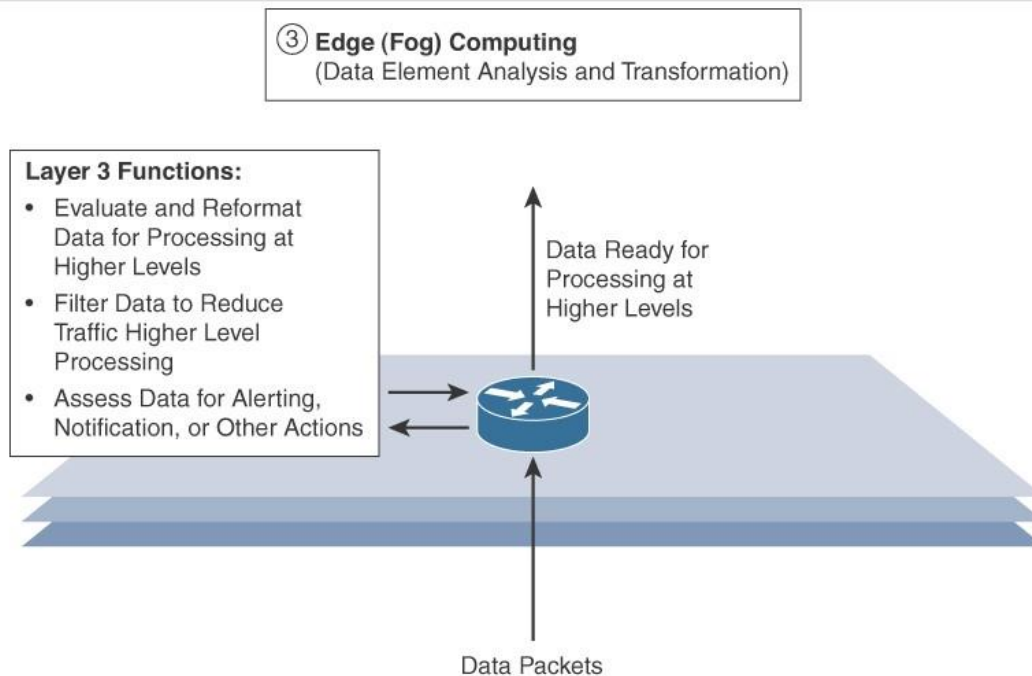 ③ Edge (Fog) Computing
(Data Element Analysis and Transformation)
Layer 3 Functions:
• Evaluate and Reformat
Data for Processing at
Higher Levels
• Filter Data to Reduce
Traffic Higher Level
Processing
• Assess Data for Alerting,
Notification, or Other Actions
Data Ready for
Processing at
Higher Levels
Data Packets